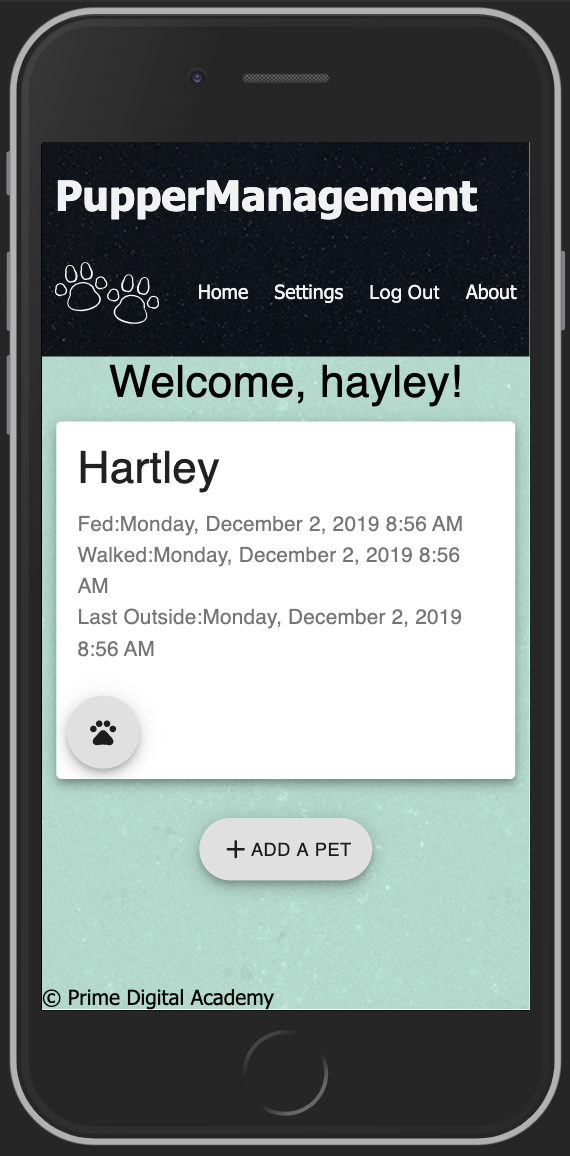 PupperManagement
Home Settings Log Out About
Welcome, hayley!
Hartley
Fed:Monday, December 2, 2019 8:56 AM
Walked:Monday, December 2, 2019 8:56
AM
Last Outside:Monday, December 2, 2019
8:56 AM
+ ADD A PET
© Prime Digital Academy